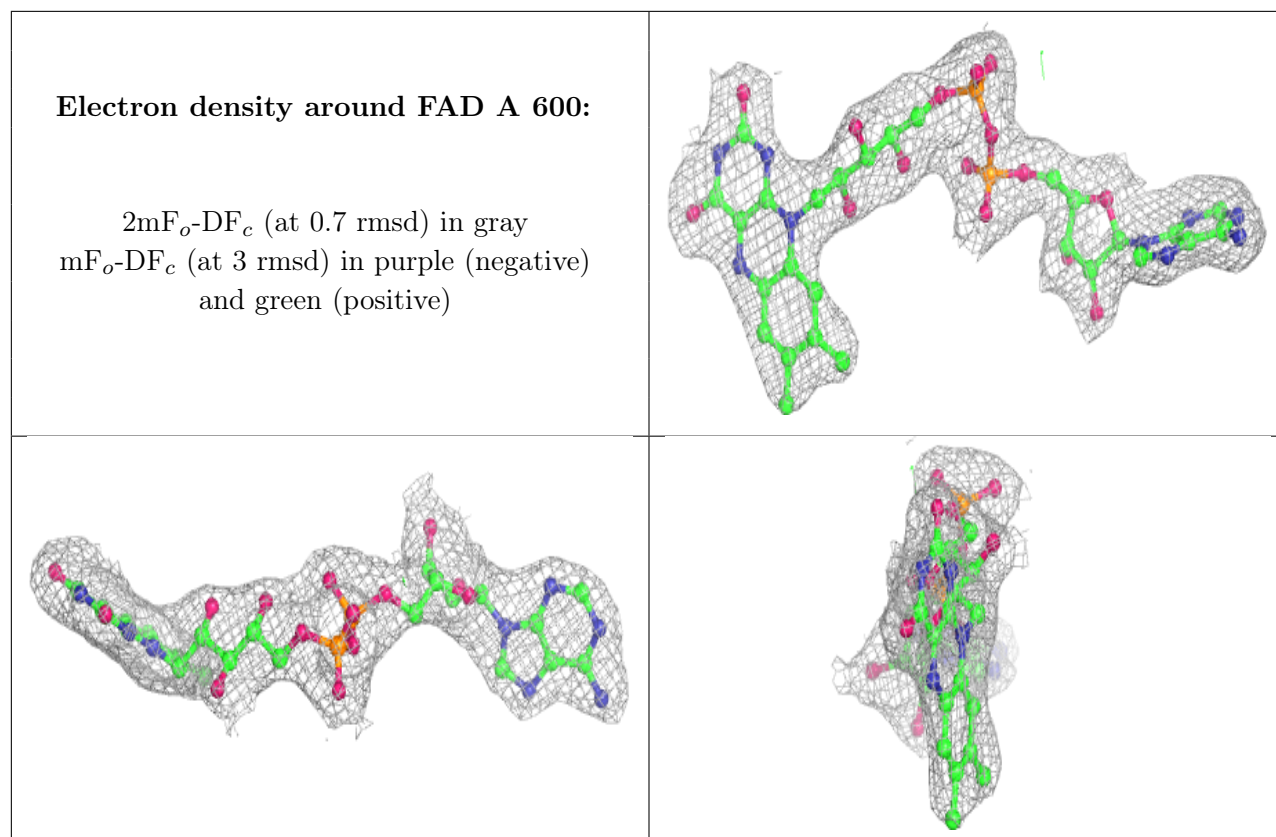 Electron density around FAD A 600:
2mFo-DFc (at 0.7 rmsd) in gray
mFo-DFc (at 3 rmsd) in purple (negative)
and green (positive)